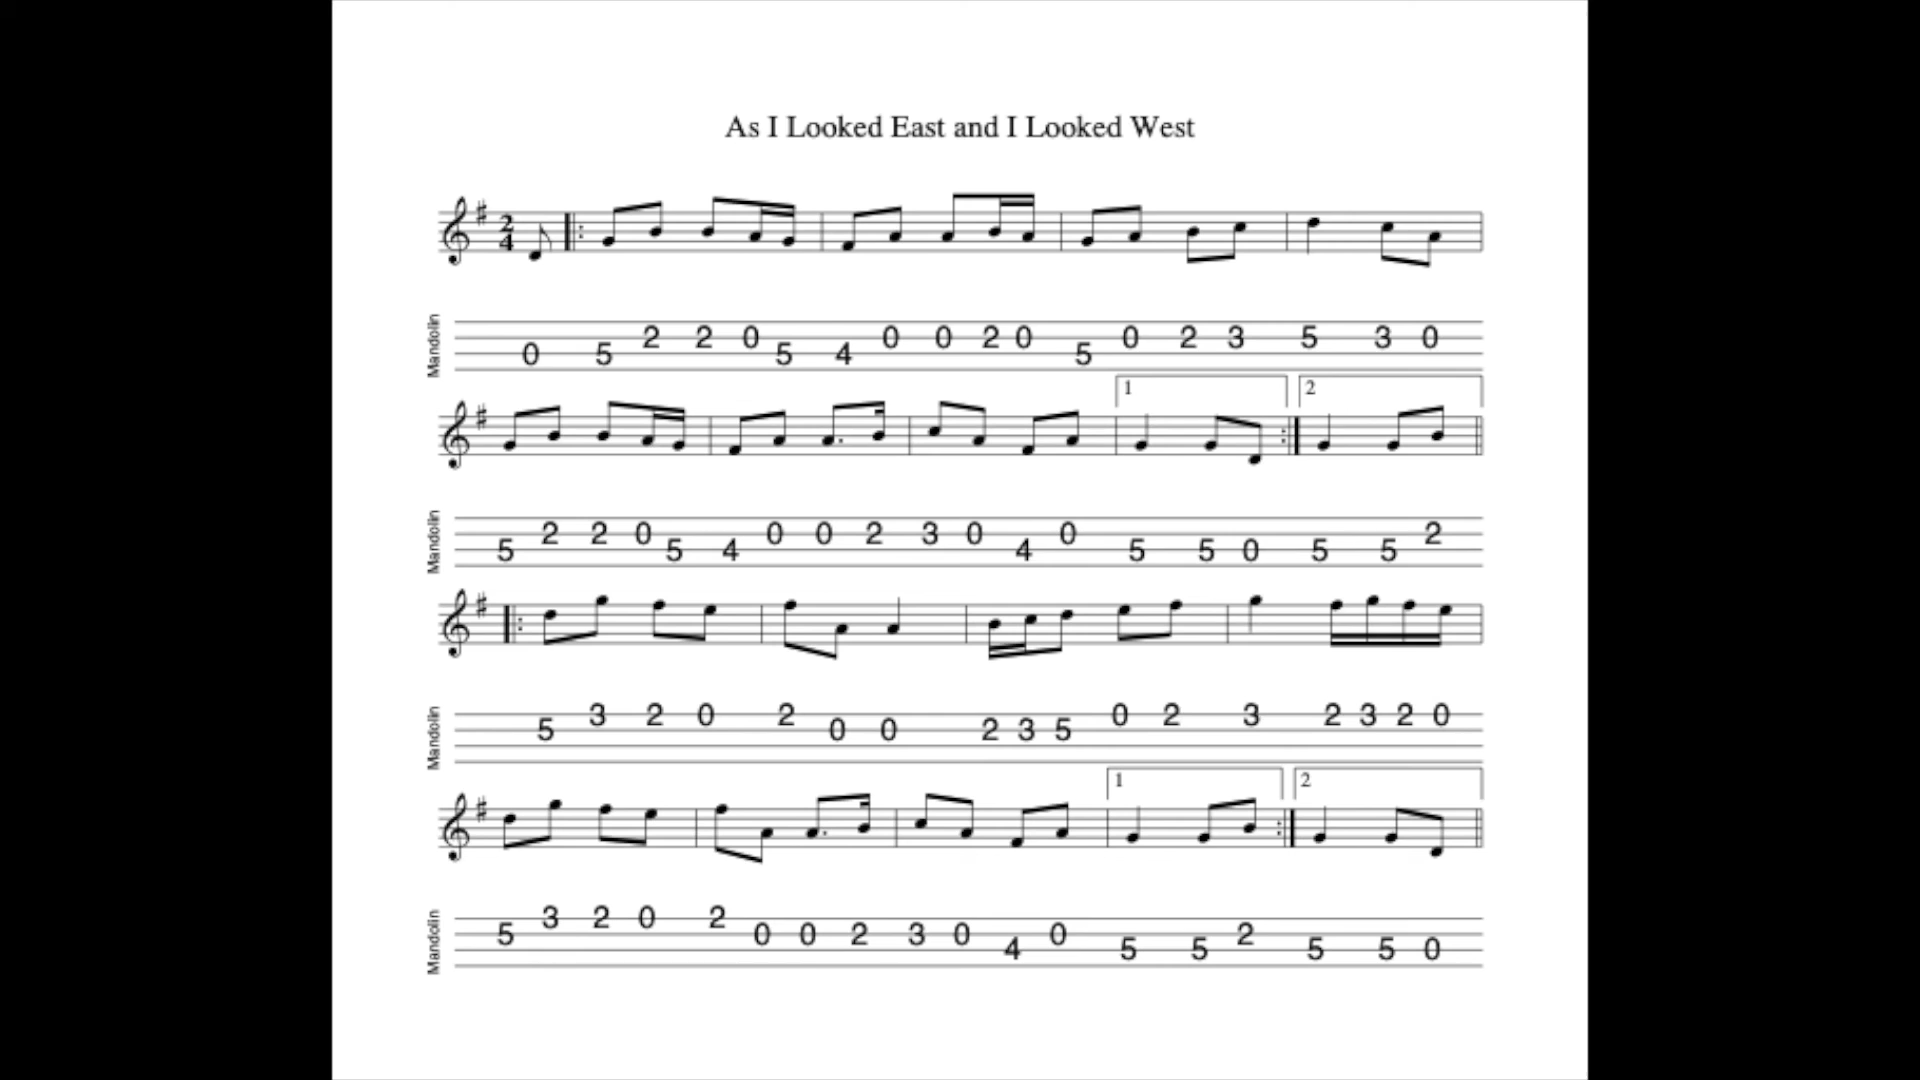 As I Looked East and I Looked West
2
4
Mandolin
0 5 2 2 0 5 4 0 0 2 0 5 0 2 3 5 3 0
1 2
Mandolin
5 2 2 0 5 4 0 0 2 3 0 4 0 5 5 0 5 5 2
Mandolin
5 3 2 0 2 0 0 2 3 5 0 2 3 2 3 2 0
1 2
Mandolin
5 3 2 0 2 0 0 2 3 0 4 0 5 5 2 5 5 0